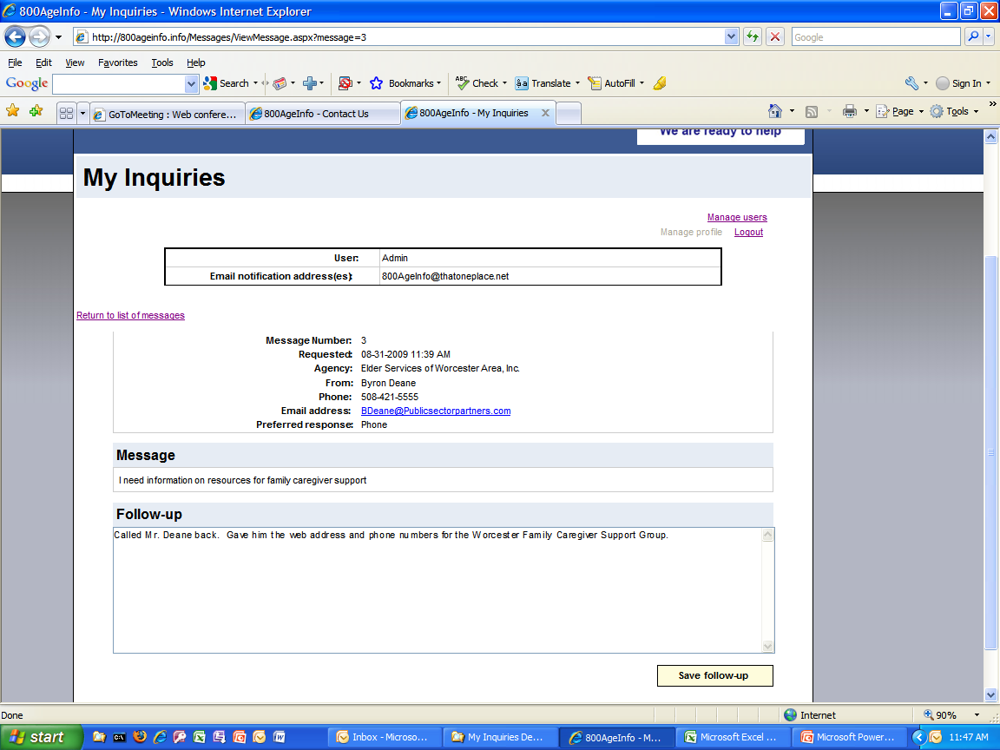 800AgeInfo - My Inquiries - Windows Internet Explorer
http://800ageinfo.info/Messages/ViewMessage.aspx?message=3
Google
File Edit View Favorites Tools Help
Google Search Bookmarks ABC Check Translate AutoFill Sign In
GoToMeeting : Web confere... 800AgeInfo - Contact Us 800AgeInfo - My Inquiries Page Tools
We are ready to help
My Inquiries
Manage users
Manage profile Logout
User: Admin
Email notification address(es): 800AgeInfo@thatoneplace.net
Return to list of messages
Message Number: 3
Requested: 08-31-2009 11:39 AM
Agency: Elder Services of Worcester Area, Inc.
From: Byron Deane
Phone: 508-421-5555
Email address: BDeane@Publicsectorpartners.com
Preferred response: Phone
Message
I need information on resources for family caregiver support
Follow-up
Called Mr. Deane back. Gave him the web address and phone numbers for the Worcester Family Caregiver Support Group.
Save follow-up
Done Internet 90%
start Inbox - Microso... My Inquiries De... 800AgeInfo - M... Microsoft Excel ... Microsoft Power... 11:47 AM